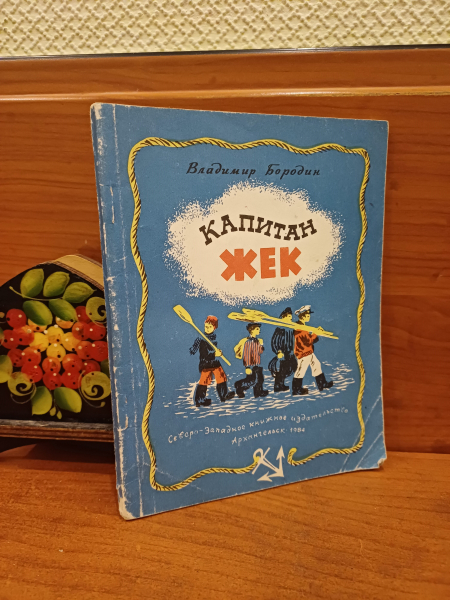 Владимир Бородин
КАПИТАН
ЖЕК
Северо-Западное книжное издательство
Архангельск 1984